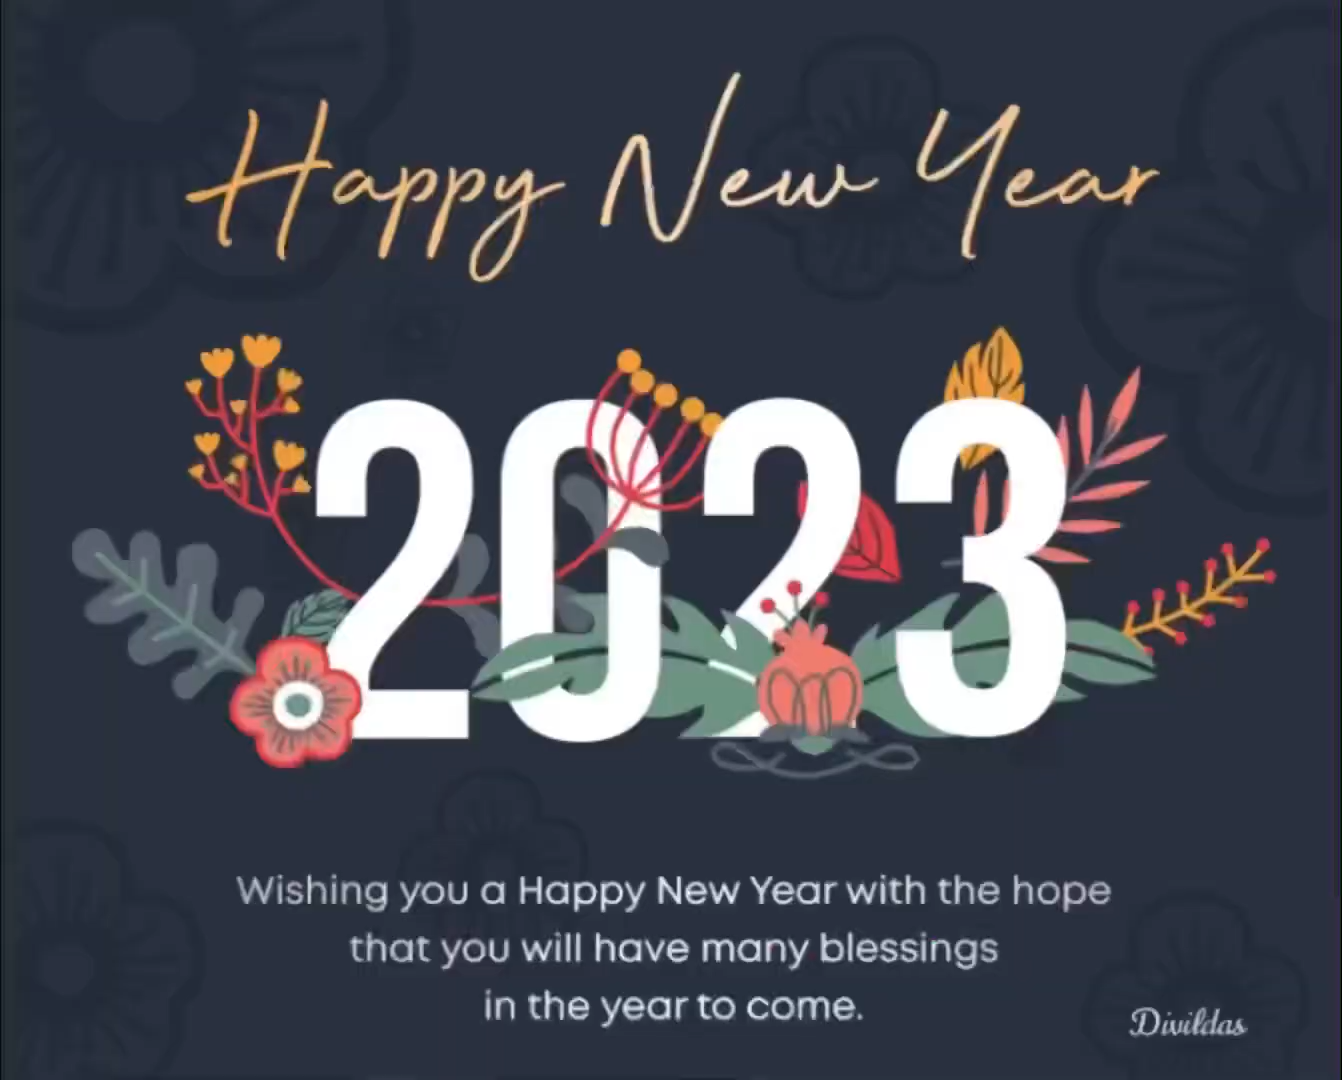 Happy New Year
2023
Wishing you a Happy New Year with the hope
that you will have many blessings
in the year to come.
Divildas